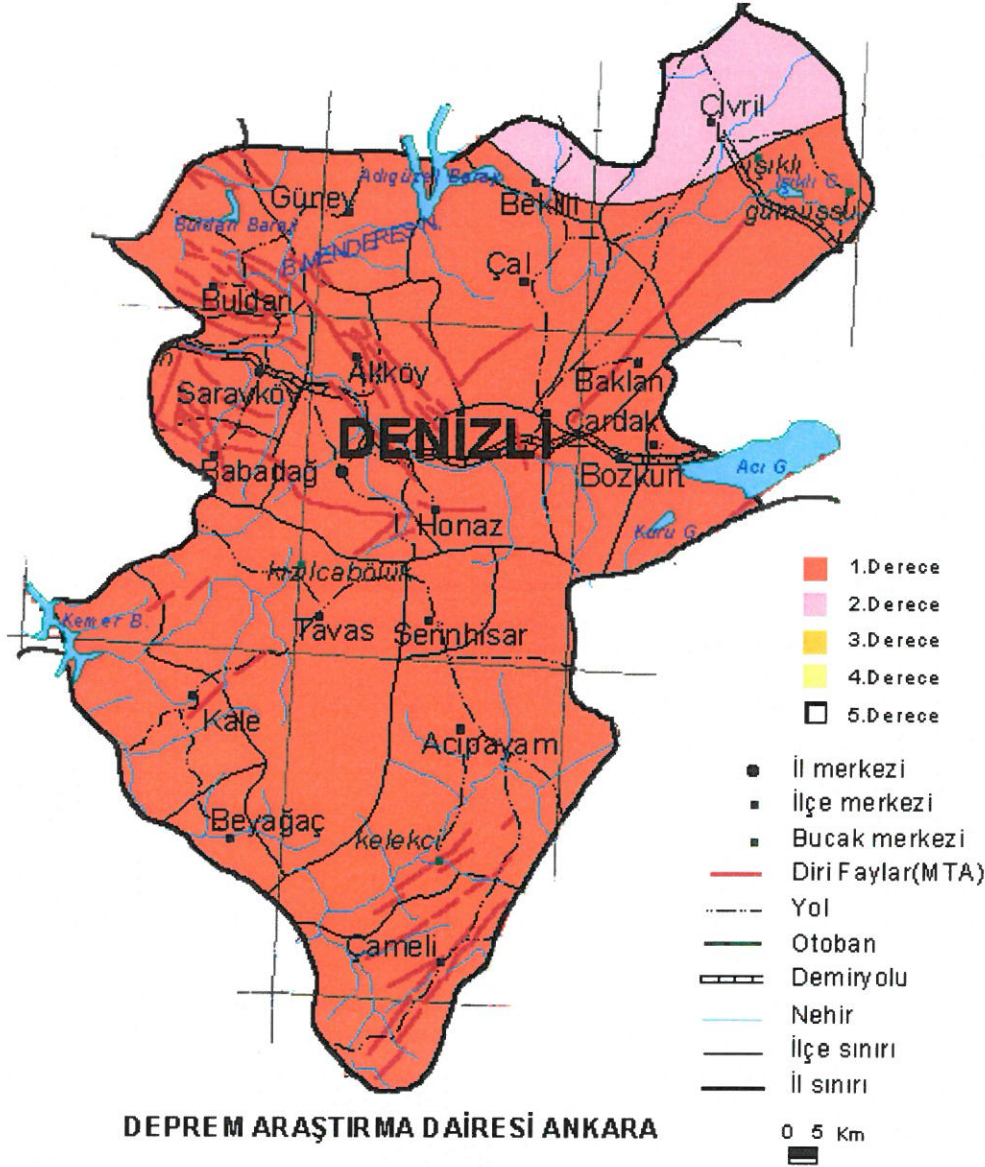 Çivril
ışıklı
Işıklı G.
gümüşsu
Adıgüzel Barajı
Güney
Bekilli
Buldan Barajı
B.MENDERES N.
Çal
Buldan
Akköy
Baklan
Sarayköy
Çardak
DENİZLİ
Babadağ
Bozkurt
Acı G.
Honaz
Karu G.
kızılcabölük
Kemer B.
Tavas
Serinhisar
Kale
Acipayam
Beyağaç
kelekci
Çameli
1.Derece
2.Derece
3.Derece
4.Derece
5.Derece
İl merkezi
İlçe merkezi
Bucak merkezi
Diri Faylar(MTA)
Yol
Otoban
Demiryolu
Nehir
İlçe sınırı
İl sınırı
DEPREM ARAŞTIRMA DAİRESİ ANKARA
0 5 Km